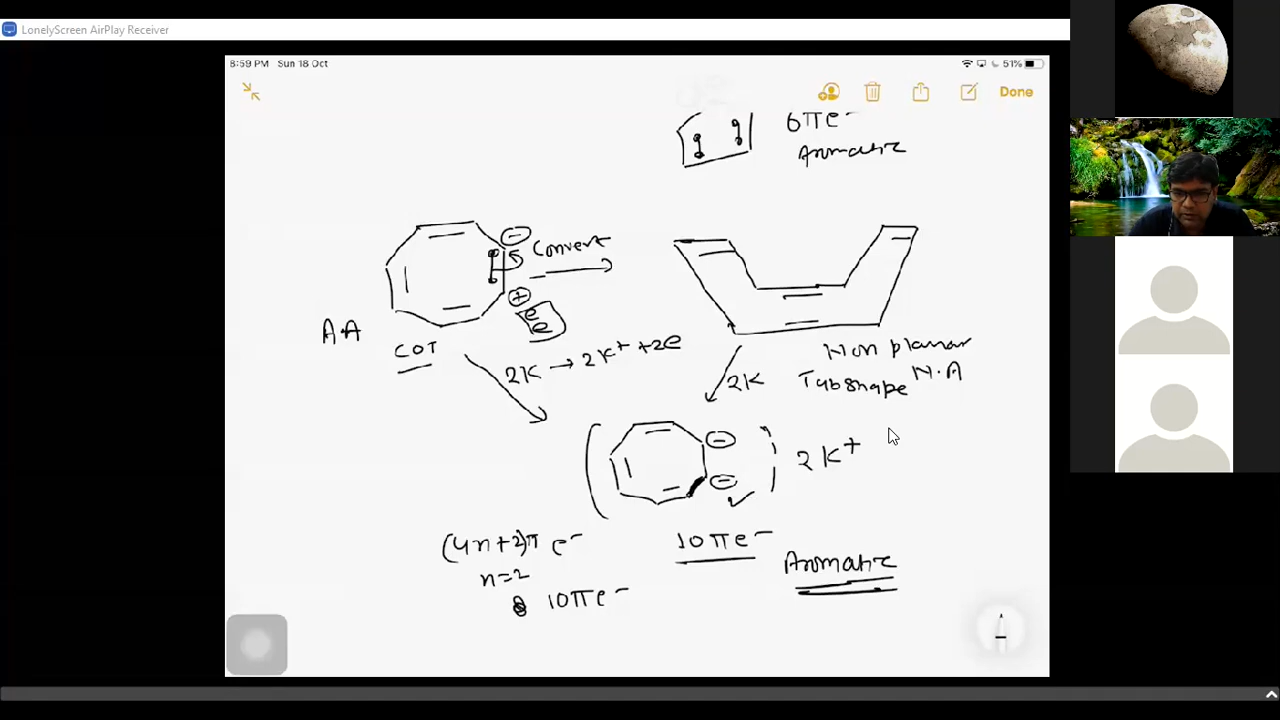 LonelyScreen AirPlay Receiver
8:59 PM Sun 18 Oct
51%
Done
6πe-
Aromatic
⊖
Convert
⊕
e
e
A·A
COT
2K → 2K+ + 2e
2K
Non planar
Tubshape N.A
⊖
⊖
2K+
(4n+2)π e-
n=2
10πe-
10πe-
Aromatic